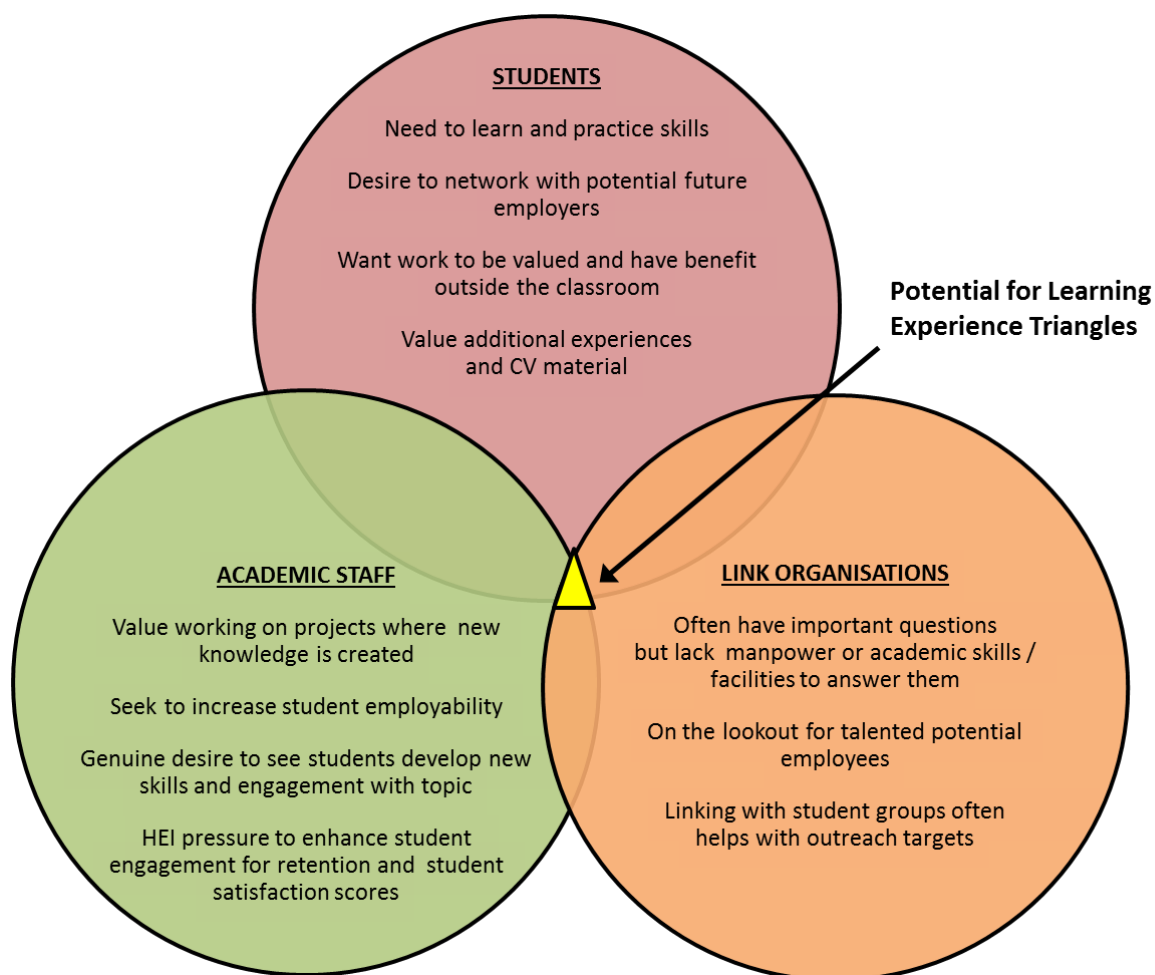 STUDENTS
Need to learn and practice skills
Desire to network with potential future
employers
Want work to be valued and have benefit
outside the classroom
Value additional experiences
and CV material
Potential for Learning
Experience Triangles
ACADEMIC STAFF
Value working on projects where new
knowledge is created
Seek to increase student employability
Genuine desire to see students develop new
skills and engagement with topic
HEI pressure to enhance student
engagement for retention and student
satisfaction scores
LINK ORGANISATIONS
Often have important questions
but lack manpower or academic skills /
facilities to answer them
On the lookout for talented potential
employees
Linking with student groups often
helps with outreach targets